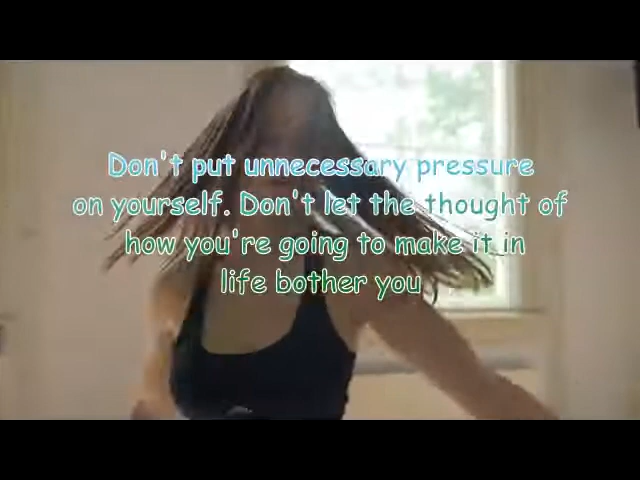 Don't put unnecessary pressure
on yourself. Don't let the thought of
how you're going to make it in
life bother you